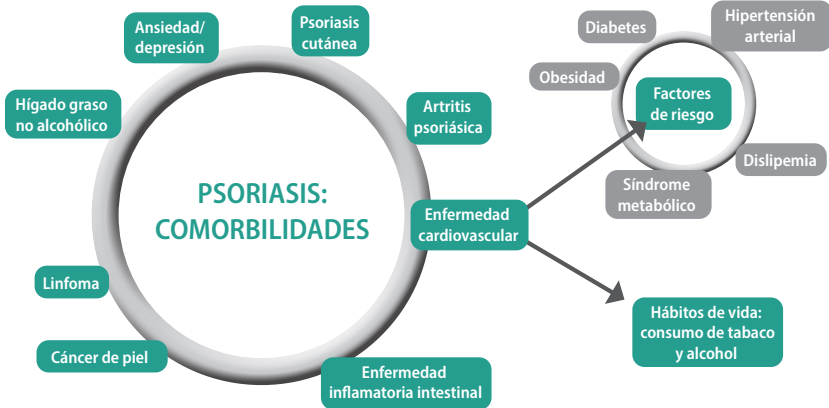 PSORIASIS:
COMORBILIDADES
Ansiedad/
depresión
Psoriasis
cutánea
Hígado graso
no alcohólico
Artritis
psoriásica
Enfermedad
cardiovascular
Linfoma
Cáncer de piel
Enfermedad
inflamatoria intestinal
Diabetes
Hipertensión
arterial
Obesidad
Factores
de riesgo
Dislipemia
Síndrome
metabólico
Hábitos de vida:
consumo de tabaco
y alcohol